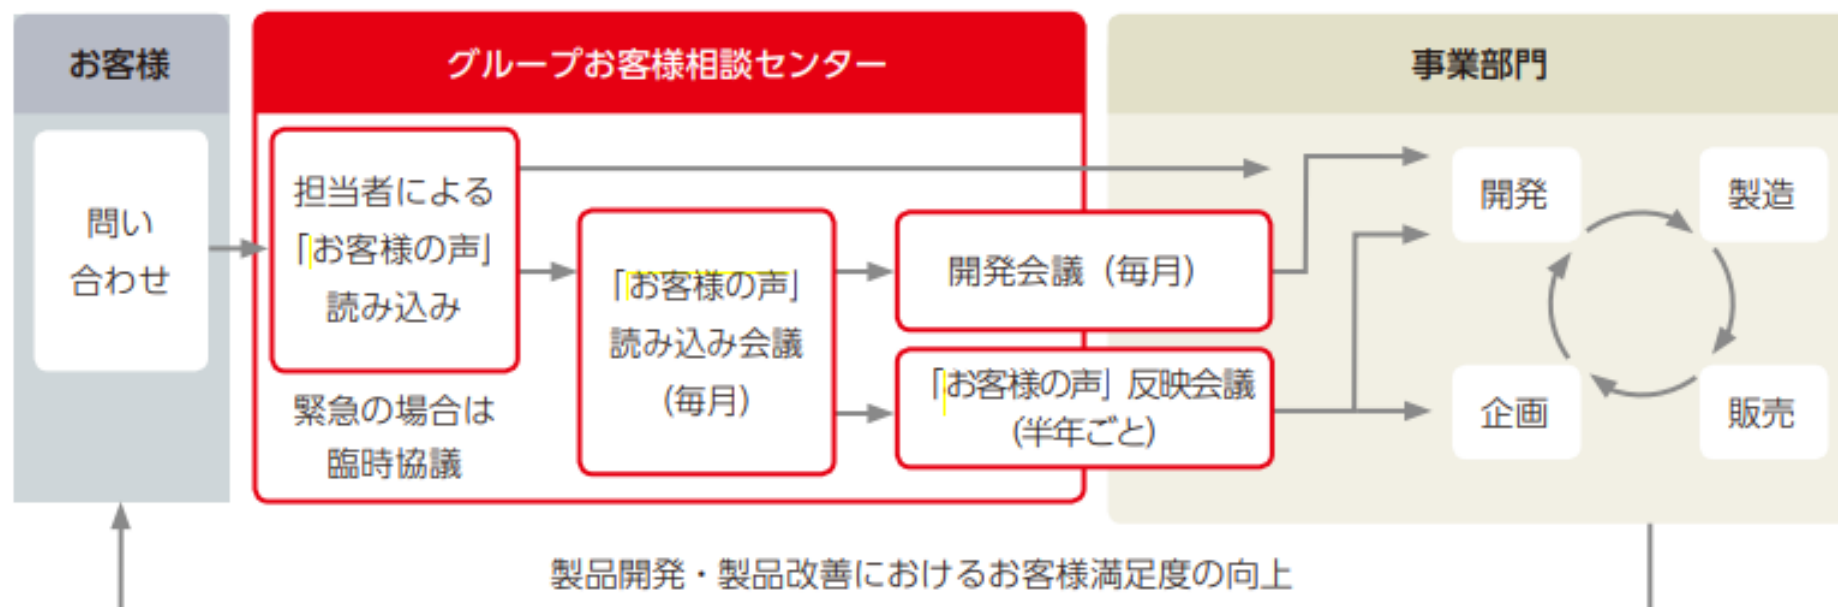 お客様
グループお客様相談センター
事業部門
問い
合わせ
担当者による
「お客様の声」
読み込み
緊急の場合は
臨時協議
「お客様の声」
読み込み会議
(毎月)
開発会議（毎月）
「お客様の声」反映会議
(半年ごと)
開発
製造
企画
販売
製品開発・製品改善におけるお客様満足度の向上